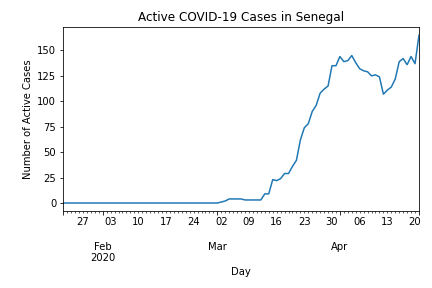 Active COVID-19 Cases in Senegal
Number of Active Cases
150
125
100
75
50
25
0
27 03 10 17 24 02 09 16 23 30 06 13 20
Feb Mar Apr
2020
Day